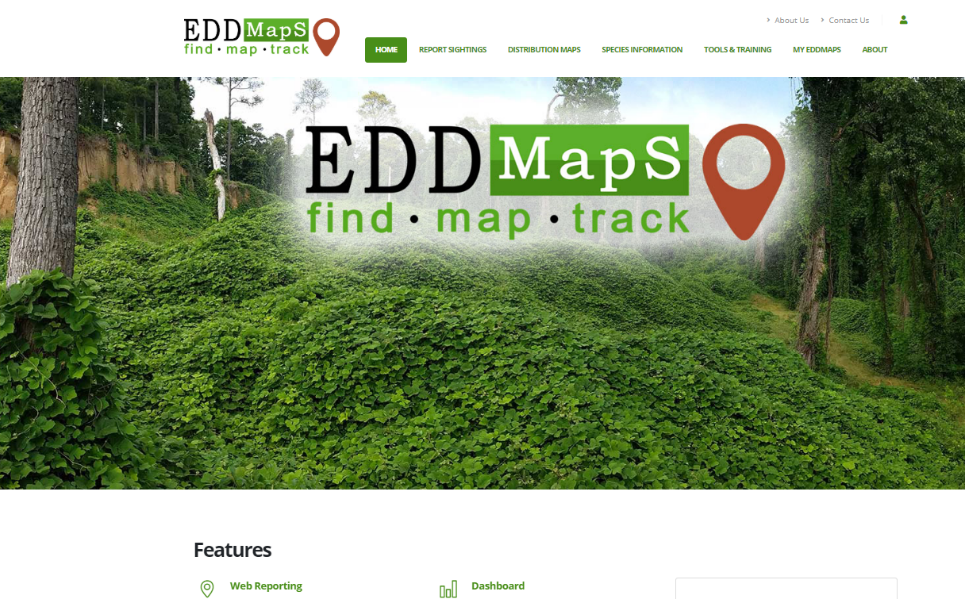 EDDMapS
find · map · track
About Us
Contact Us
HOME
REPORT SIGHTINGS
DISTRIBUTION MAPS
SPECIES INFORMATION
TOOLS & TRAINING
MY EDDMAPS
ABOUT
EDDMapS
find · map · track
Features
Web Reporting
Dashboard